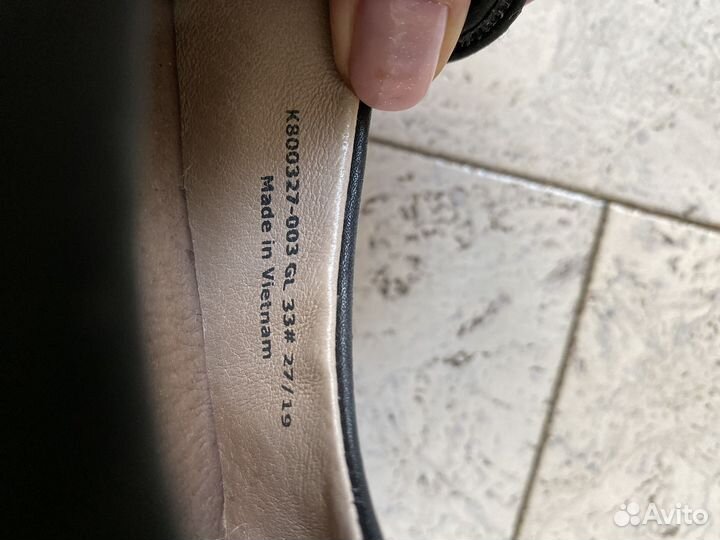 K800327-003 GL 33# 27/19
Made in Vietnam
Avito